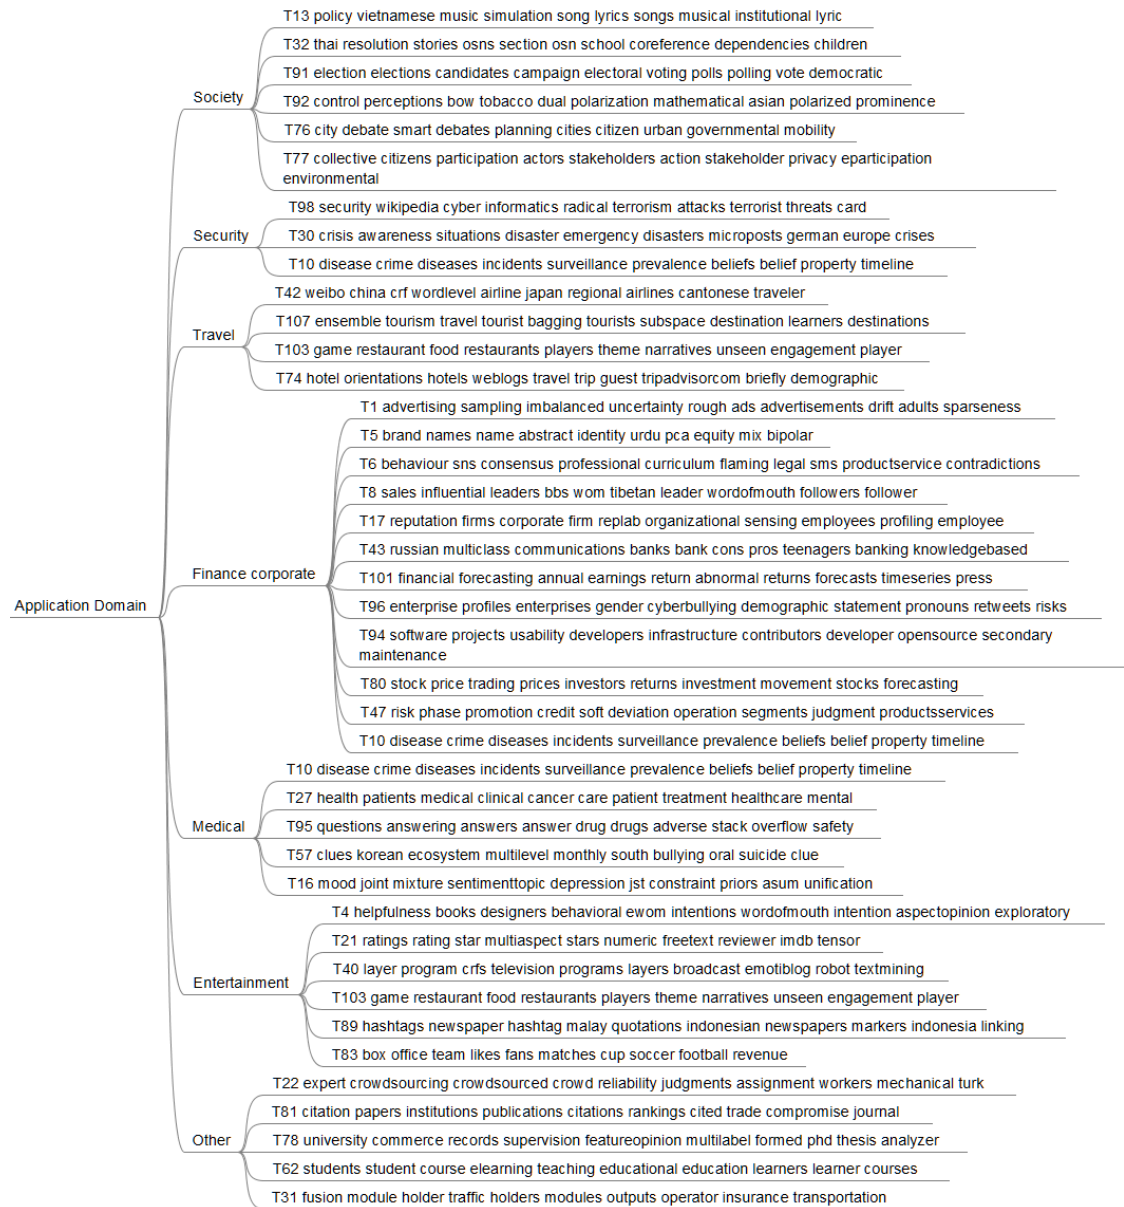 Application Domain
Society
T13 policy vietnamese music simulation song lyrics songs musical institutional lyric
T32 thai resolution stories osns section osn school coreference dependencies children
T91 election elections candidates campaign electoral voting polls polling vote democratic
T92 control perceptions bow tobacco dual polarization mathematical asian polarized prominence
T76 city debate smart debates planning cities citizen urban governmental mobility
T77 collective citizens participation actors stakeholders action stakeholder privacy eparticipation
environmental
Security
T98 security wikipedia cyber informatics radical terrorism attacks terrorist threats card
T30 crisis awareness situations disaster emergency disasters microposts german europe crises
T10 disease crime diseases incidents surveillance prevalence beliefs belief property timeline
Travel
T42 weibo china crf wordlevel airline japan regional airlines cantonese traveler
T107 ensemble tourism travel tourist bagging tourists subspace destination learners destinations
T103 game restaurant food restaurants players theme narratives unseen engagement player
T74 hotel orientations hotels weblogs travel trip guest tripadvisorcom briefly demographic
Finance corporate
T1 advertising sampling imbalanced uncertainty rough ads advertisements drift adults sparseness
T5 brand names name abstract identity urdu pca equity mix bipolar
T6 behaviour sns consensus professional curriculum flaming legal sms productservice contradictions
T8 sales influential leaders bbs wom tibetan leader wordofmouth followers follower
T17 reputation firms corporate firm replab organizational sensing employees profiling employee
T43 russian multiclass communications banks bank cons pros teenagers banking knowledgebased
T101 financial forecasting annual earnings return abnormal returns forecasts timeseries press
T96 enterprise profiles enterprises gender cyberbullying demographic statement pronouns retweets risks
T94 software projects usability developers infrastructure contributors developer opensource secondary
maintenance
T80 stock price trading prices investors returns investment movement stocks forecasting
T47 risk phase promotion credit soft deviation operation segments judgment productsservices
T10 disease crime diseases incidents surveillance prevalence beliefs belief property timeline
Medical
T10 disease crime diseases incidents surveillance prevalence beliefs belief property timeline
T27 health patients medical clinical cancer care patient treatment healthcare mental
T95 questions answering answers answer drug drugs adverse stack overflow safety
T57 clues korean ecosystem multilevel monthly south bullying oral suicide clue
T16 mood joint mixture sentimenttopic depression jst constraint priors asum unification
Entertainment
T4 helpfulness books designers behavioral ewom intentions wordofmouth intention aspectopinion exploratory
T21 ratings rating star multiaspect stars numeric freetext reviewer imdb tensor
T40 layer program crfs television programs layers broadcast emotiblog robot textmining
T103 game restaurant food restaurants players theme narratives unseen engagement player
T89 hashtags newspaper hashtag malay quotations indonesian newspapers markers indonesia linking
T83 box office team likes fans matches cup soccer football revenue
Other
T22 expert crowdsourcing crowdsourced crowd reliability judgments assignment workers mechanical turk
T81 citation papers institutions publications citations rankings cited trade compromise journal
T78 university commerce records supervision featureopinion multilabel formed phd thesis analyzer
T62 students student course elearning teaching educational education learners learner courses
T31 fusion module holder traffic holders modules outputs operator insurance transportation